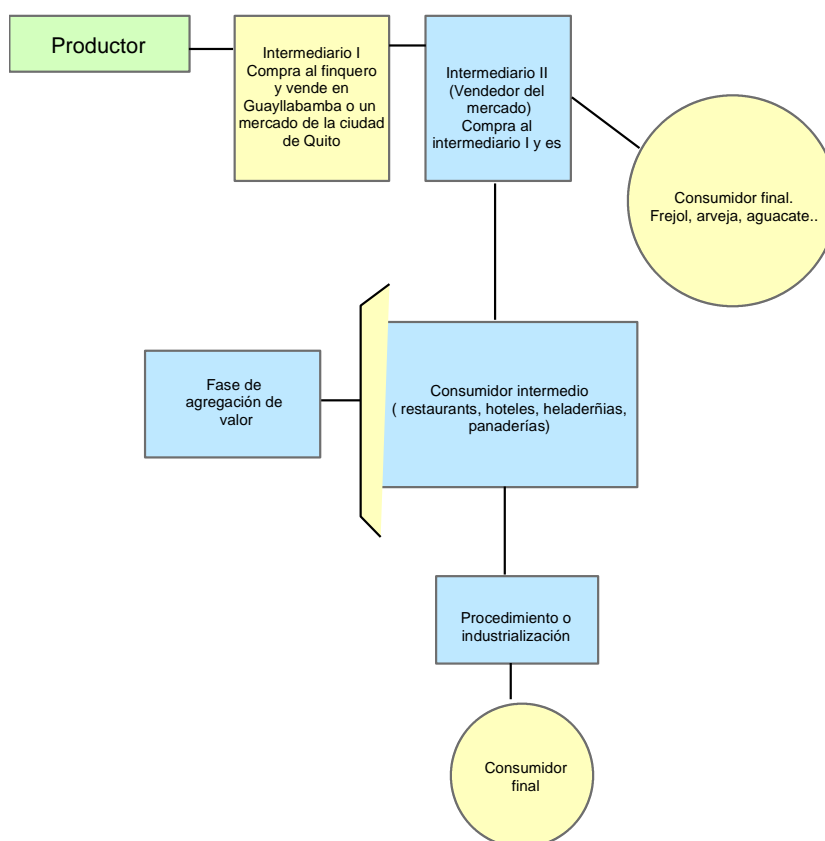 Productor
Intermediario I
Compra al finquero
y vende en
Guayllabamba o un
mercado de la ciudad
de Quito
Intermediario II
(Vendedor del
mercado)
Compra al
intermediario I y es
Consumidor final.
Frejol, arveja, aguacate..
Fase de
agregación de
valor
Consumidor intermedio
( restaurants, hoteles, heladerñias,
panaderías)
Procedimiento o
industrialización
Consumidor
final